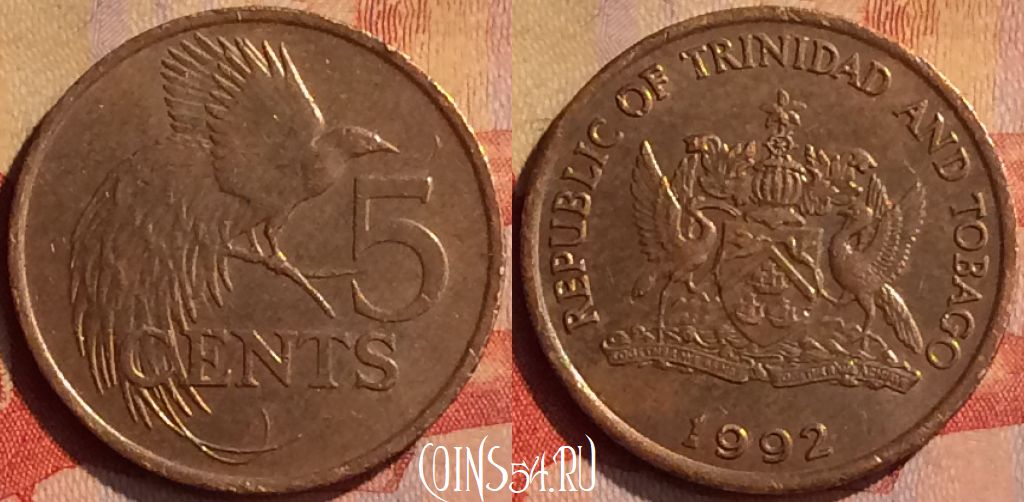 5
CENTS
REPUBLIC OF TRINIDAD AND TOBAGO
1992
COINS54.RU